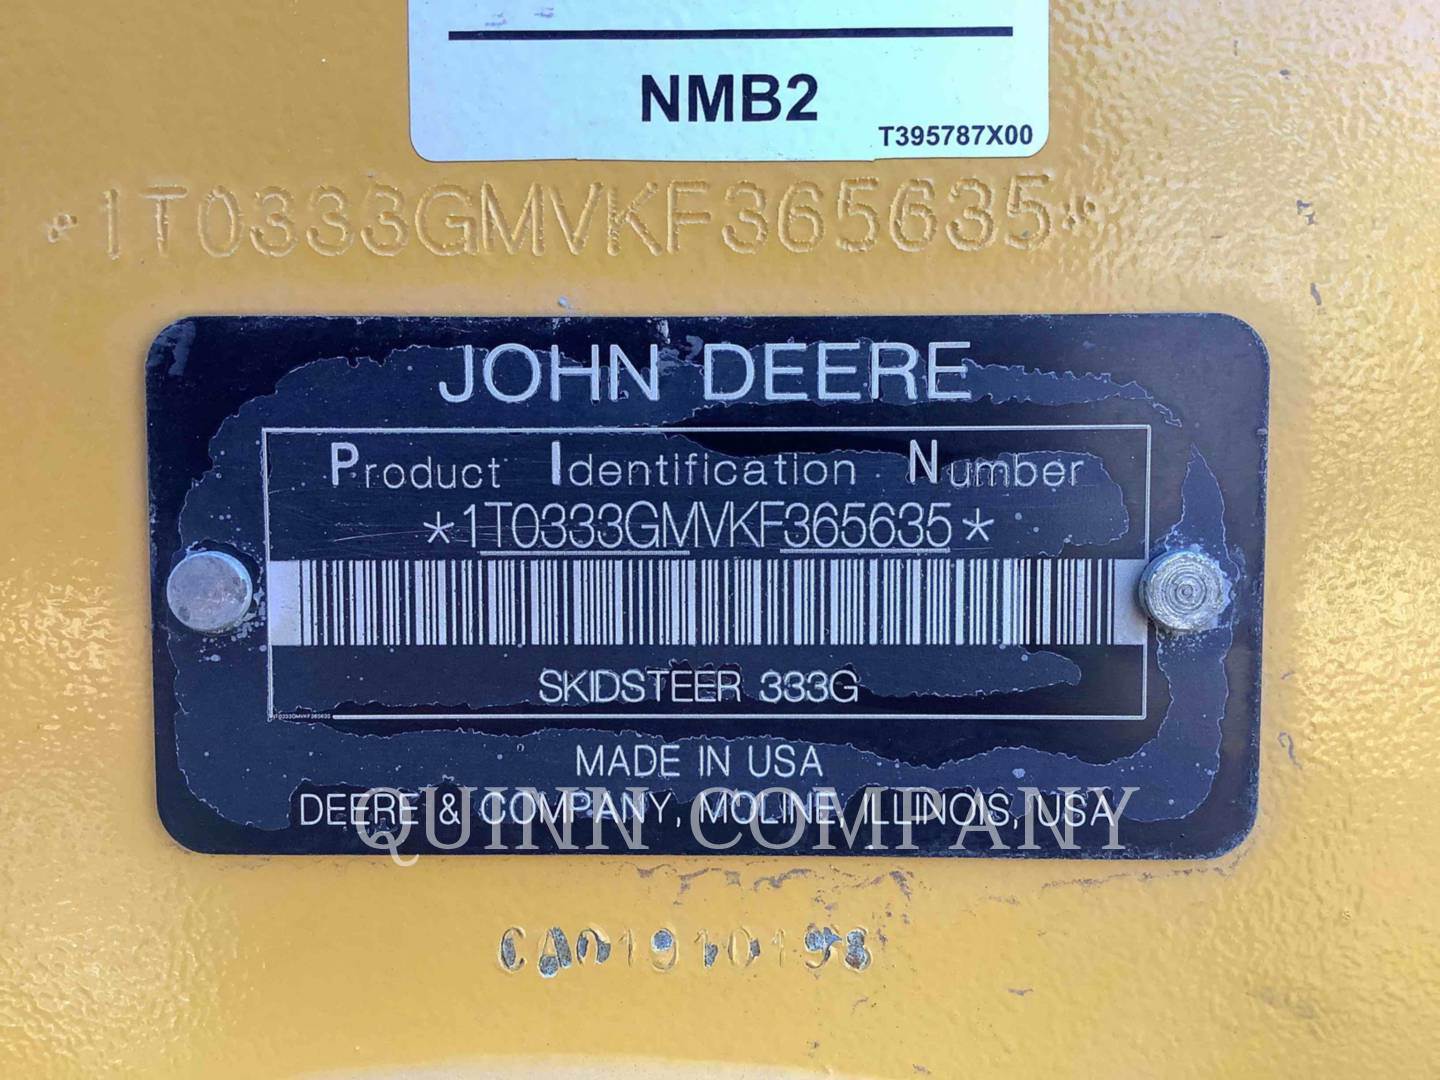 NMB2
T395787X00
*1T0333GMVKF365635*
JOHN DEERE
Product Identification Number
*1T0333GMVKF365635*
SKIDSTEER 333G
1T0333GMVKF365635
MADE IN USA
DEERE & COMPANY, MOLINE, ILLINOIS, USA
QUINN COMPANY